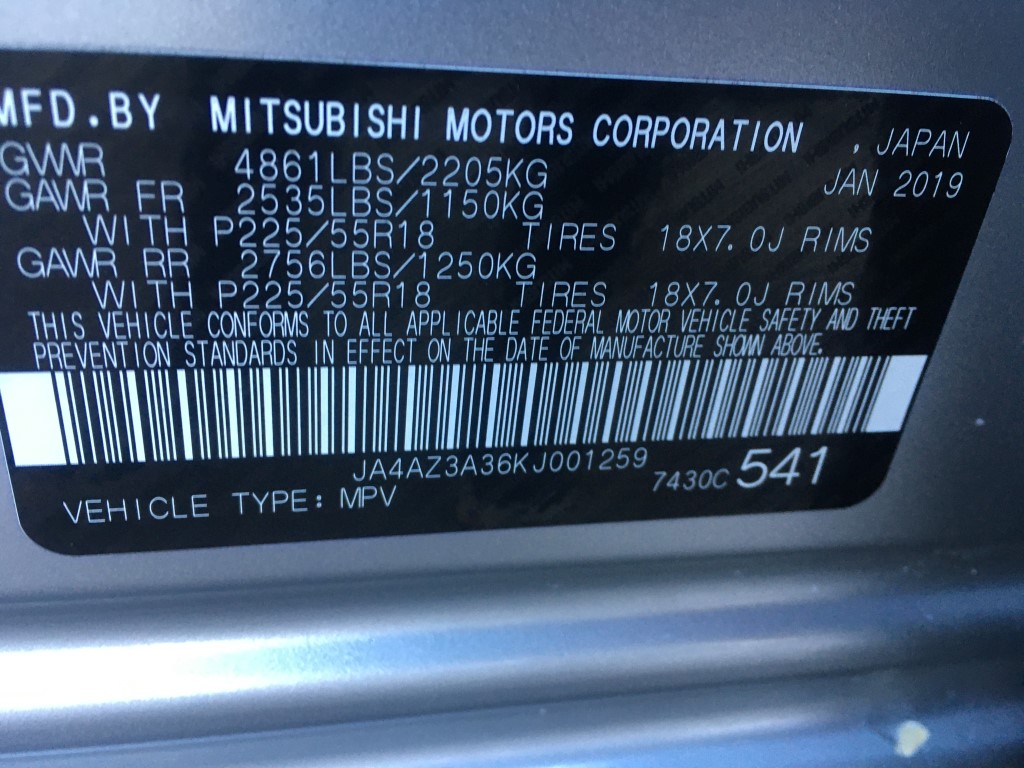 MFD.BY MITSUBISHI MOTORS CORPORATION . JAPAN
GVWR 4861LBS/2205KG JAN 2019
GAWR FR 2535LBS/1150KG
WITH P225/55R18 TIRES 18X7.0J RIMS
GAWR RR 2756LBS/1250KG
WITH P225/55R18 TIRES 18X7.0J RIMS
THIS VEHICLE CONFORMS TO ALL APPLICABLE FEDERAL MOTOR VEHICLE SAFETY AND THEFT
PREVENTION STANDARDS IN EFFECT ON THE DATE OF MANUFACTURE SHOWN ABOVE.
JA4AZ3A36KJ001259
7430C 541
VEHICLE TYPE: MPV